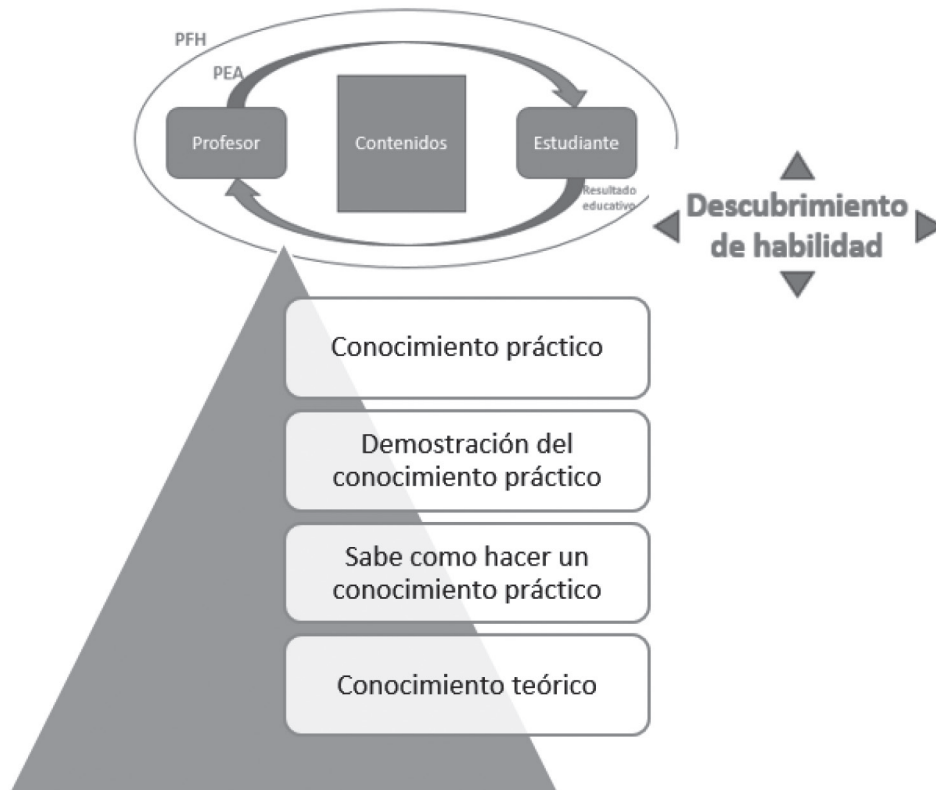 PFH
PEA
Profesor
Contenidos
Estudiante
Resultado
educativo
Descubrimiento
de habilidad
Conocimiento práctico
Demostración del
conocimiento práctico
Sabe como hacer un
conocimiento práctico
Conocimiento teórico